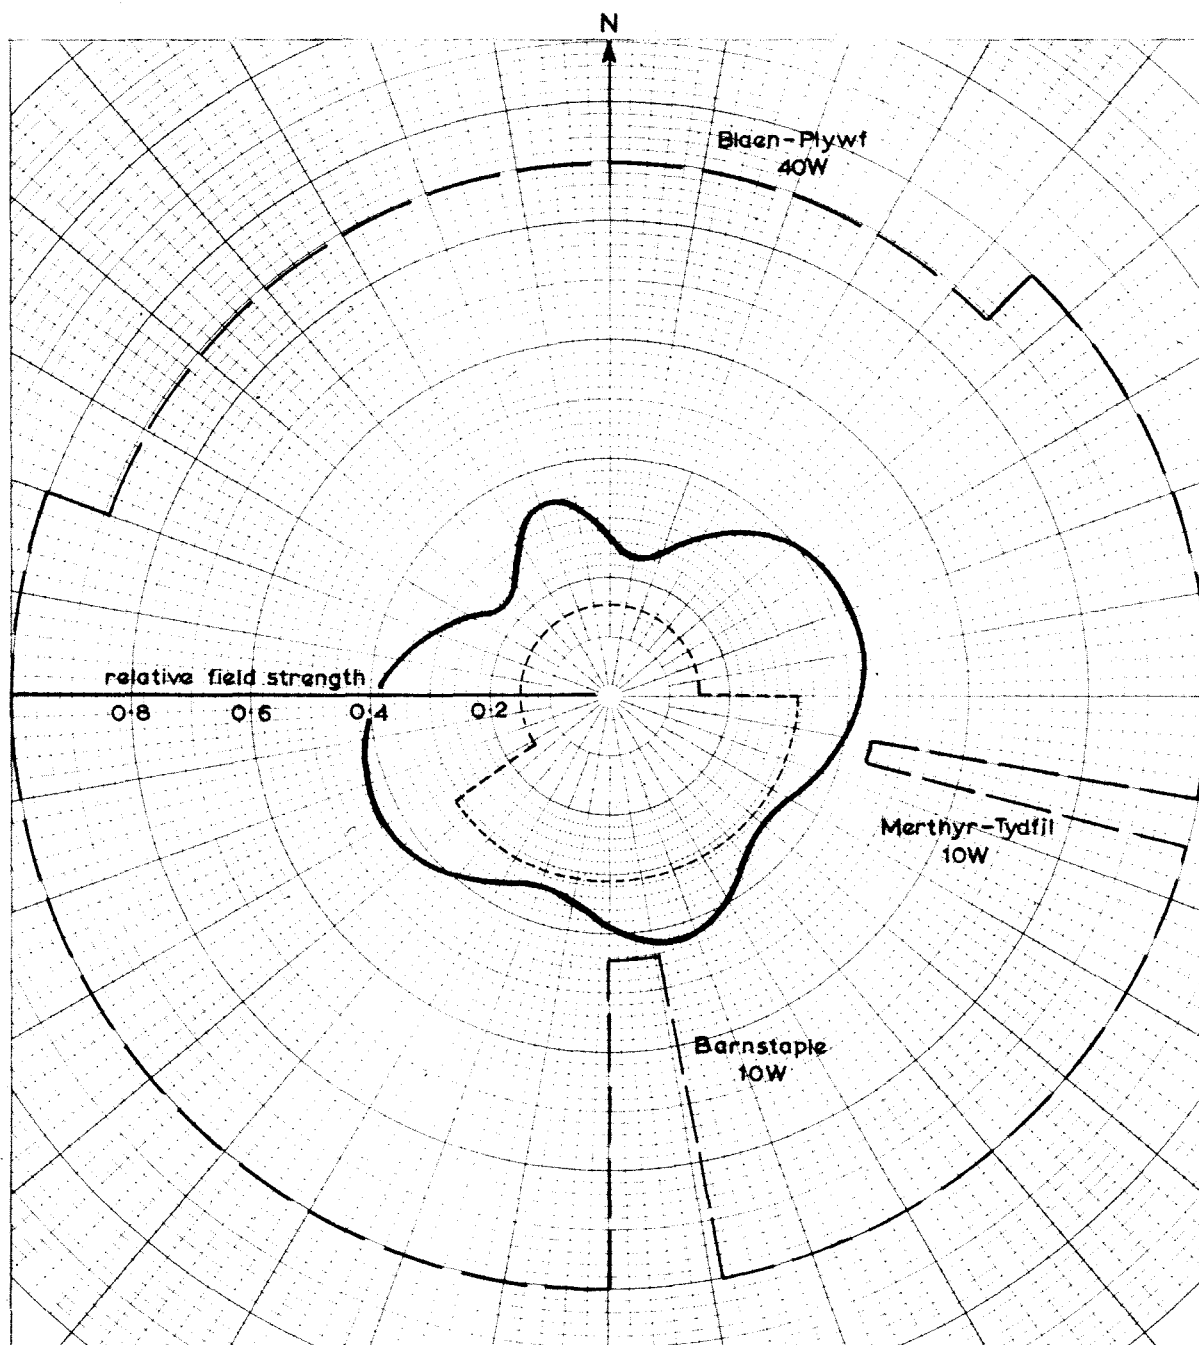 N
Blaen-Plywf
40W
relative field strength
0·8 0·6 0·4 0·2
Merthyr-Tydfil
10W
Barnstaple
10W